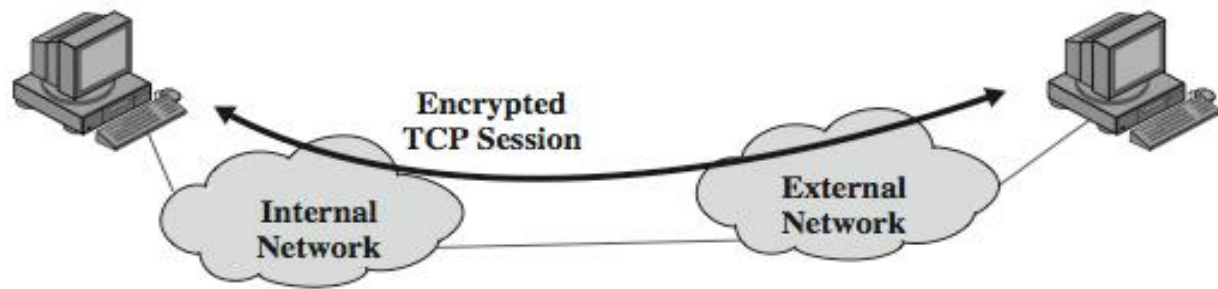 Encrypted
TCP Session
Internal
Network
External
Network